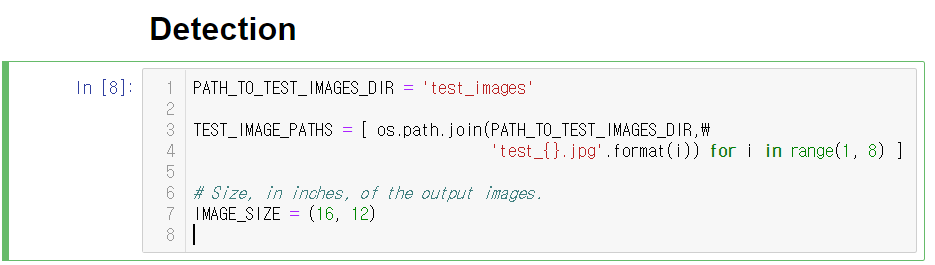 Detection
In [8]:
1 PATH_TO_TEST_IMAGES_DIR = 'test_images'
2
3 TEST_IMAGE_PATHS = [ os.path.join(PATH_TO_TEST_IMAGES_DIR,₩
4 'test_{}.jpg'.format(i)) for i in range(1, 8) ]
5
6 # Size, in inches, of the output images.
7 IMAGE_SIZE = (16, 12)
8